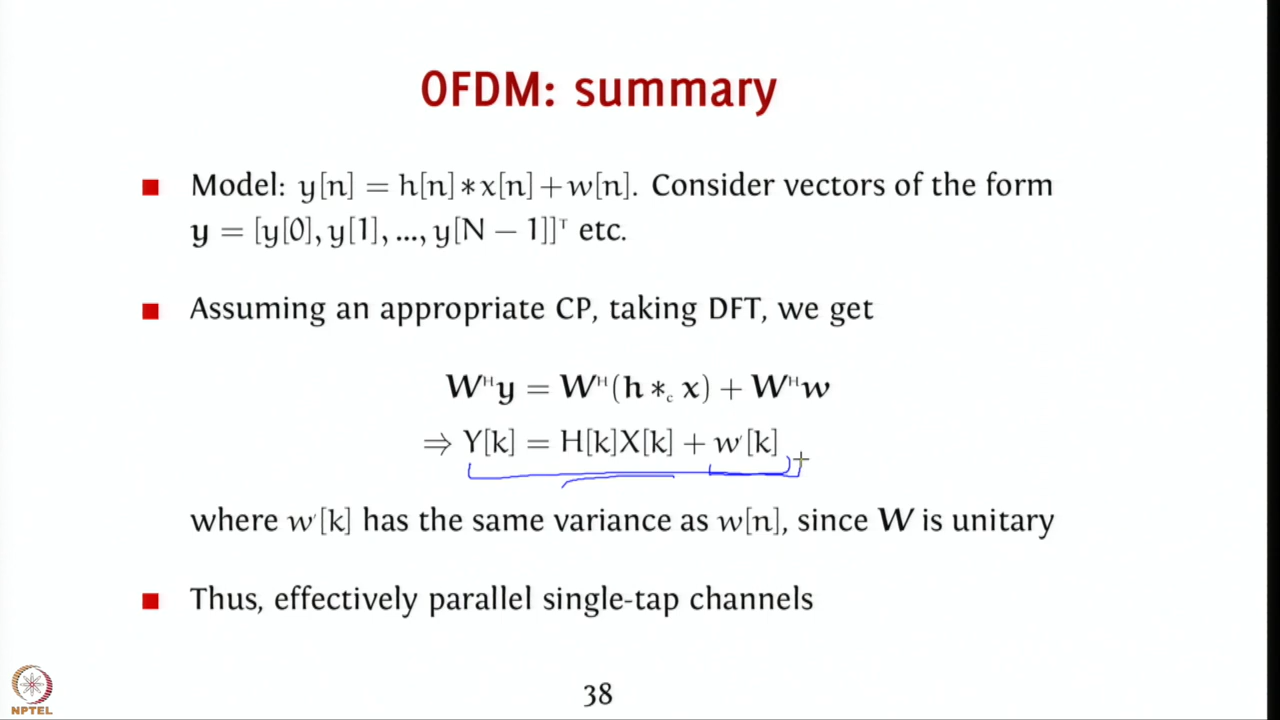 OFDM: summary
Model: y[n] = h[n]∗x[n]+w[n]. Consider vectors of the form
y = [y[0], y[1], ..., y[N − 1]]ᵀ etc.
Assuming an appropriate CP, taking DFT, we get
Wᴴy = Wᴴ(h ∗c x) + Wᴴw
⇒ Y[k] = H[k]X[k] + w′[k]
where w′[k] has the same variance as w[n], since W is unitary
Thus, effectively parallel single-tap channels
NPTEL
38